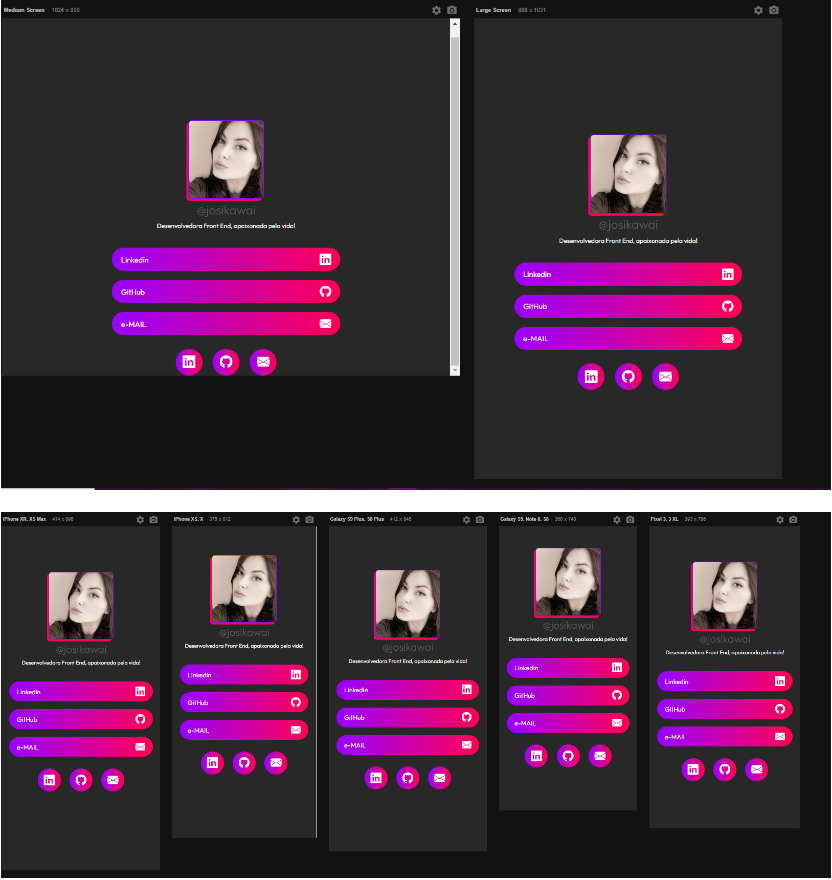 Medium Screen 1024 x 800
@josikawai
Desenvolvedora Front End, apaixonada pela vida!
Linkedin
GitHub
e-MAIL
Large Screen
@josikawai
Desenvolvedora Front End, apaixonada pela vida!
Linkedin
GitHub
e-MAIL
iPhone XR, XS Max 414 x 896
@josikawai
Desenvolvedora Front End, apaixonada pela vida!
Linkedin
GitHub
e-MAIL
iPhone XS, X 375 x 812
@josikawai
Desenvolvedora Front End, apaixonada pela vida!
Linkedin
GitHub
e-MAIL
Galaxy S9 Plus, S8 Plus 412 x 846
@josikawai
Desenvolvedora Front End, apaixonada pela vida!
Linkedin
GitHub
e-MAIL
Galaxy S9, Note 8, S8 360 x 740
@josikawai
Desenvolvedora Front End, apaixonada pela vida!
Linkedin
GitHub
e-MAIL
Pixel 3, 3 XL 393 x 786
@josikawai
Desenvolvedora Front End, apaixonada pela vida!
Linkedin
GitHub
e-MAIL